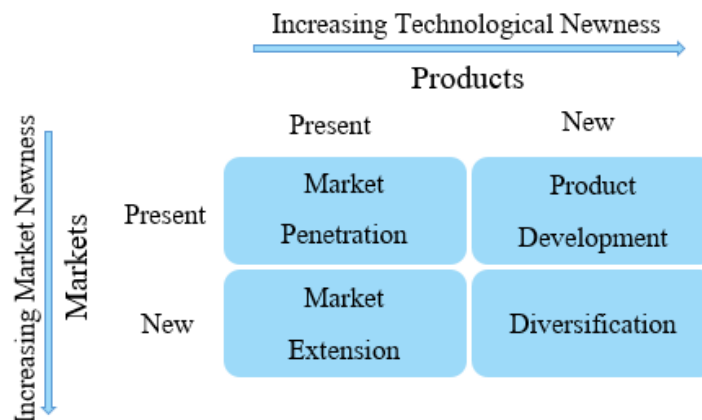 Increasing Technological Newness
Products
Present
New
Increasing Market Newness
Markets
Present
Market
Penetration
Product
Development
New
Market
Extension
Diversification